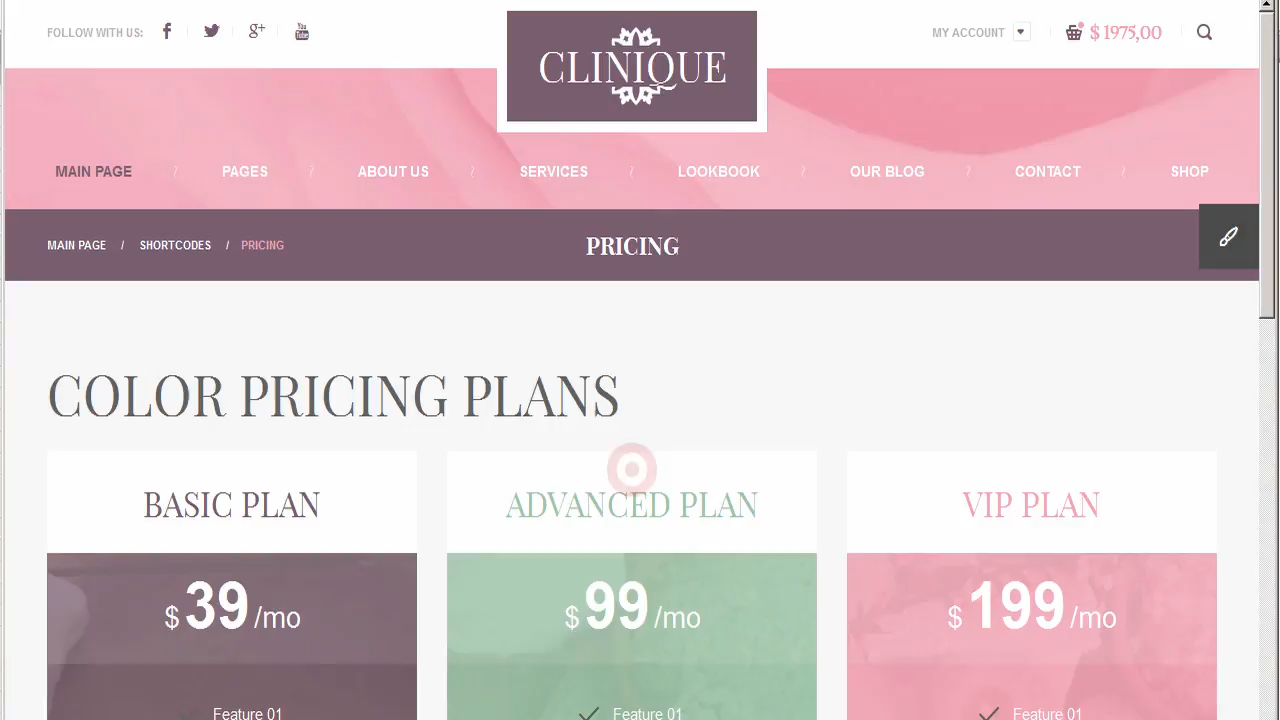 FOLLOW WITH US:
You
Tube
MY ACCOUNT
$ 1975,00
CLINIQUE
MAIN PAGE / PAGES / ABOUT US / SERVICES / LOOKBOOK / OUR BLOG / CONTACT / SHOP
MAIN PAGE / SHORTCODES / PRICING
PRICING
COLOR PRICING PLANS
BASIC PLAN
$ 39 /mo
Feature 01
ADVANCED PLAN
$ 99 /mo
Feature 01
VIP PLAN
$ 199 /mo
Feature 01